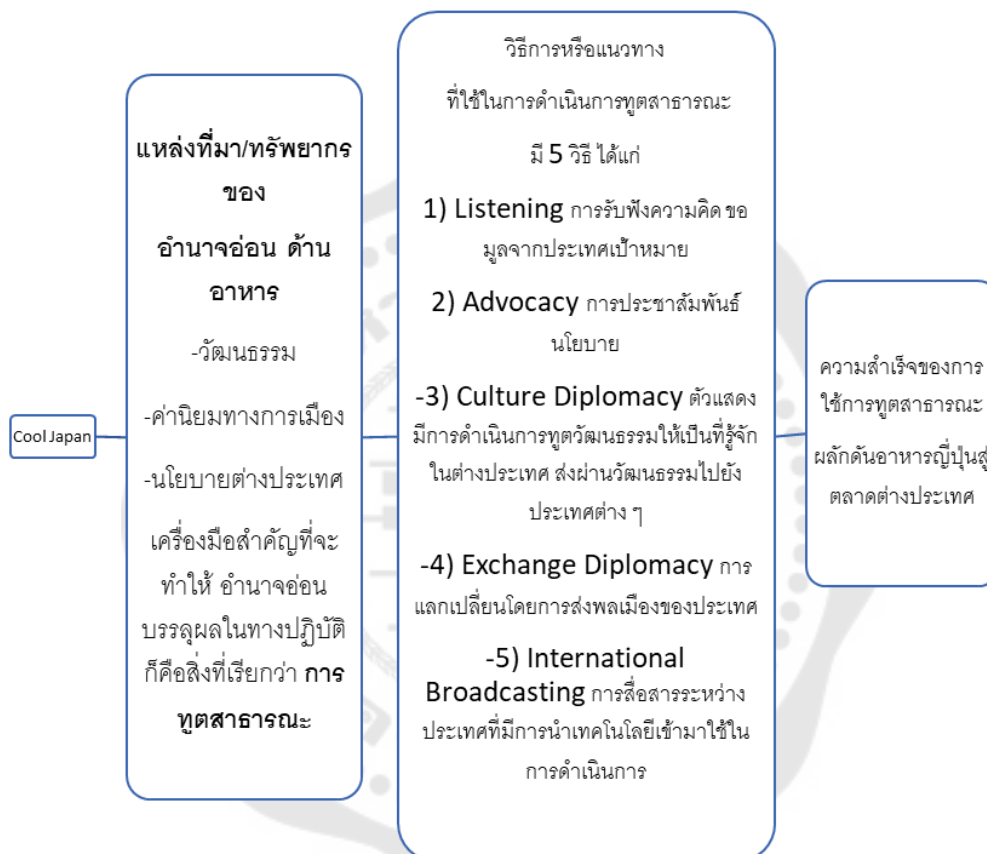 Cool Japan
แหล่งที่มา/ทรัพยากร
ของ
อำนาจอ่อน ด้าน
อาหาร
-วัฒนธรรม
-ค่านิยมทางการเมือง
-นโยบายต่างประเทศ
เครื่องมือสำคัญที่จะ
ทำให้ อำนาจอ่อน
บรรลุผลในทางปฏิบัติ
ก็คือสิ่งที่เรียกว่า การ
ทูตสาธารณะ
วิธีการหรือแนวทาง
ที่ใช้ในการดำเนินการทูตสาธารณะ
มี 5 วิธี ได้แก่
1) Listening การรับฟังความคิด ขอ
มูลจากประเทศเป้าหมาย
2) Advocacy การประชาสัมพันธ์
นโยบาย
-3) Culture Diplomacy ตัวแสดง
มีการดำเนินการทูตวัฒนธรรมให้เป็นที่รู้จัก
ในต่างประเทศ ส่งผ่านวัฒนธรรมไปยัง
ประเทศต่าง ๆ
-4) Exchange Diplomacy การ
แลกเปลี่ยนโดยการส่งพลเมืองของประเทศ
-5) International
Broadcasting การสื่อสารระหว่าง
ประเทศที่มีการนำเทคโนโลยีเข้ามาใช้ใน
การดำเนินการ
ความสำเร็จของการ
ใช้การทูตสาธารณะ
ผลักดันอาหารญี่ปุ่นสู่
ตลาดต่างประเทศ